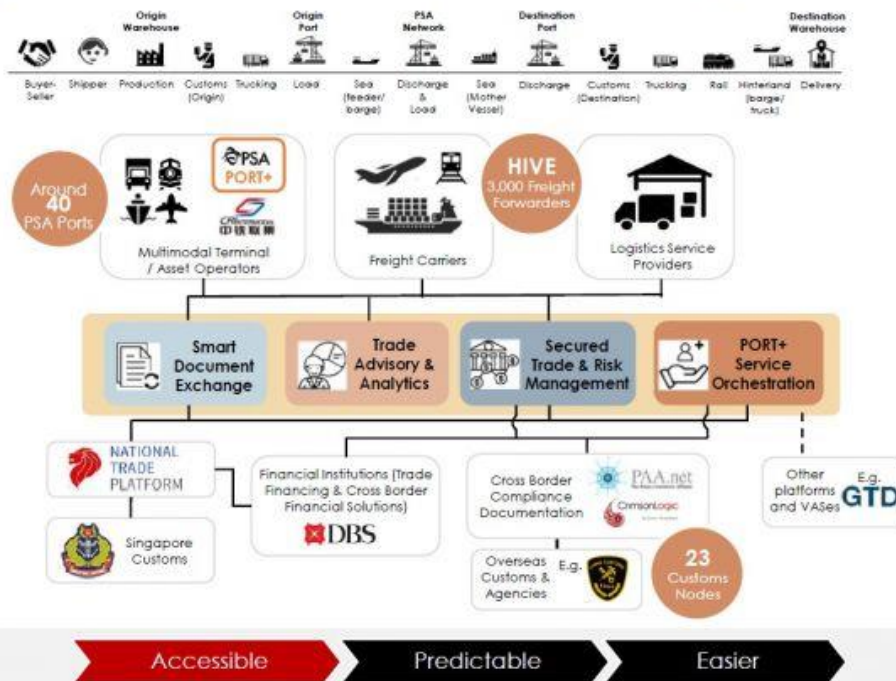 Origin
Warehouse
Origin
Port
PSA
Network
Destination
Port
Destination
Warehouse
Buyer-
Seller
Shipper
Production
Customs
(Origin)
Trucking
Load
Sea
(feeder/
barge)
Discharge
&
Load
Sea
(Mother
Vessel)
Discharge
Customs
(Destination)
Trucking
Rail
Hinterland
(barge/
truck)
Delivery
Around
40
PSA Ports
PSA
PORT+
中铁联集
Multimodal Terminal
/ Asset Operators
Freight Carriers
HIVE
3,000 Freight
Forwarders
Logistics Service
Providers
Smart
Document
Exchange
Trade
Advisory &
Analytics
Secured
Trade & Risk
Management
PORT+
Service
Orchestration
NATIONAL
TRADE
PLATFORM
Singapore
Customs
Financial Institutions (Trade
Financing & Cross Border
Financial Solutions)
DBS
Cross Border
Compliance
Documentation
PAA.net
CrimsonLogic
Overseas
Customs &
Agencies
E.g.
23
Customs
Nodes
Other
platforms
and VASes
E.g.
GTD
Accessible
Predictable
Easier